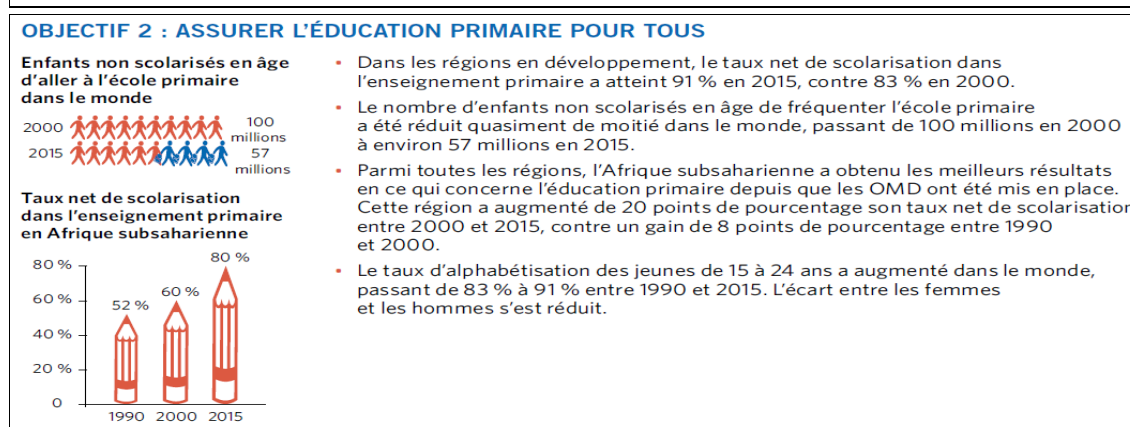 OBJECTIF 2 : ASSURER L’ÉDUCATION PRIMAIRE POUR TOUS
Enfants non scolarisés en âge
d’aller à l’école primaire
dans le monde
2000
100
millions
2015
57
millions
Taux net de scolarisation
dans l’enseignement primaire
en Afrique subsaharienne
80 %
60 %
40 %
20 %
0
52 %
60 %
80 %
1990 2000 2015
• Dans les régions en développement, le taux net de scolarisation dans
l’enseignement primaire a atteint 91 % en 2015, contre 83 % en 2000.
• Le nombre d’enfants non scolarisés en âge de fréquenter l’école primaire
a été réduit quasiment de moitié dans le monde, passant de 100 millions en 2000
à environ 57 millions en 2015.
• Parmi toutes les régions, l’Afrique subsaharienne a obtenu les meilleurs résultats
en ce qui concerne l’éducation primaire depuis que les OMD ont été mis en place.
Cette région a augmenté de 20 points de pourcentage son taux net de scolarisation
entre 2000 et 2015, contre un gain de 8 points de pourcentage entre 1990
et 2000.
• Le taux d’alphabétisation des jeunes de 15 à 24 ans a augmenté dans le monde,
passant de 83 % à 91 % entre 1990 et 2015. L’écart entre les femmes
et les hommes s’est réduit.